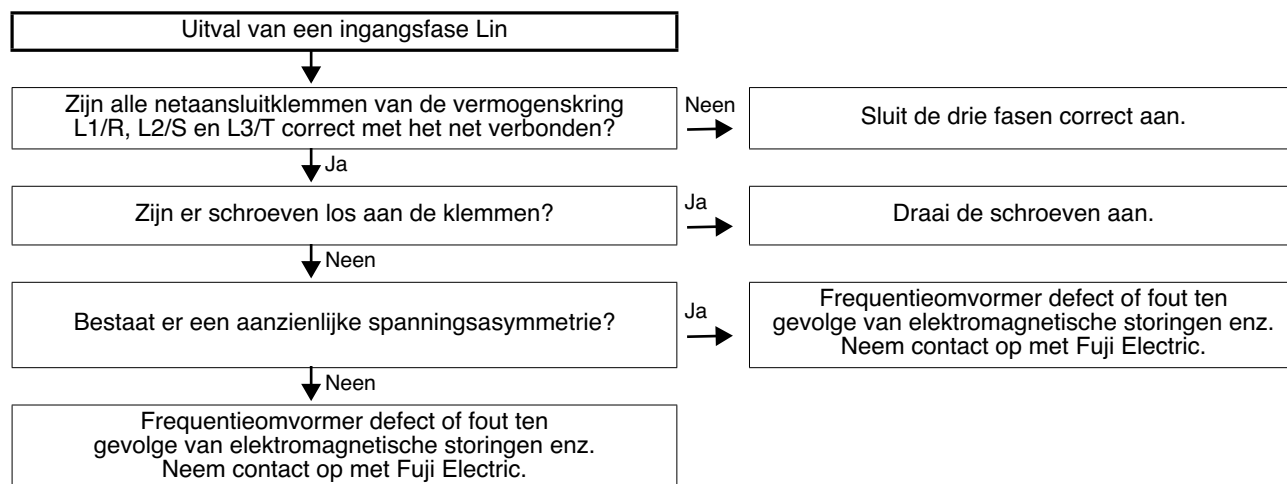 Uitval van een ingangsfase Lin
Zijn alle netaansluitklemmen van de vermogenskring
L1/R, L2/S en L3/T correct met het net verbonden?
Neen
Sluit de drie fasen correct aan.
Ja
Zijn er schroeven los aan de klemmen?
Ja
Draai de schroeven aan.
Neen
Bestaat er een aanzienlijke spanningsasymmetrie?
Ja
Frequentieomvormer defect of fout ten
gevolge van elektromagnetische storingen enz.
Neem contact op met Fuji Electric.
Neen
Frequentieomvormer defect of fout ten
gevolge van elektromagnetische storingen enz.
Neem contact op met Fuji Electric.